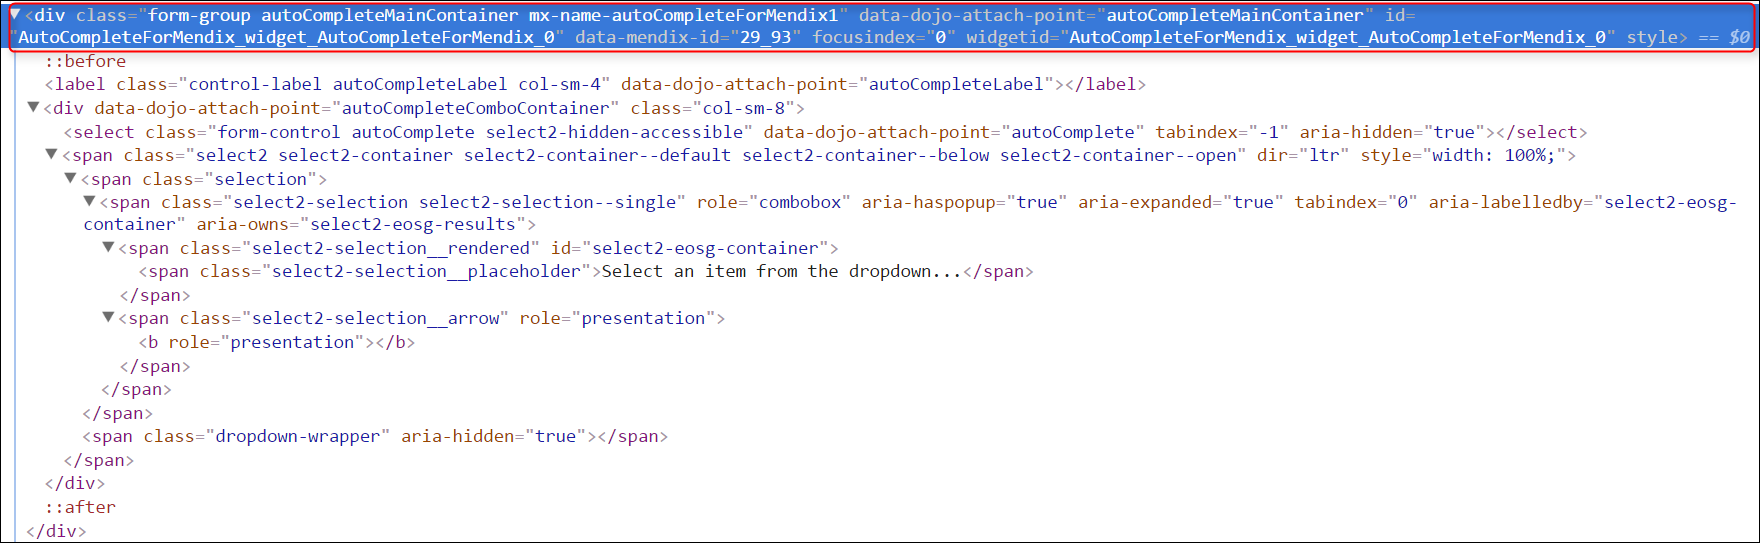 ▼<div class="form-group autoCompleteMainContainer mx-name-autoCompleteForMendix1" data-dojo-attach-point="autoCompleteMainContainer" id=
"AutoCompleteForMendix_widget_AutoCompleteForMendix_0" data-mendix-id="29_93" focusindex="0" widgetid="AutoCompleteForMendix_widget_AutoCompleteForMendix_0" style> == $0
::before
<label class="control-label autoCompleteLabel col-sm-4" data-dojo-attach-point="autoCompleteLabel"></label>
▼<div data-dojo-attach-point="autoCompleteComboContainer" class="col-sm-8">
<select class="form-control autoComplete select2-hidden-accessible" data-dojo-attach-point="autoComplete" tabindex="-1" aria-hidden="true"></select>
▼<span class="select2 select2-container select2-container--default select2-container--below select2-container--open" dir="ltr" style="width: 100%;">
▼<span class="selection">
▼<span class="select2-selection select2-selection--single" role="combobox" aria-haspopup="true" aria-expanded="true" tabindex="0" aria-labelledby="select2-eosg-
container" aria-owns="select2-eosg-results">
▼<span class="select2-selection__rendered" id="select2-eosg-container">
<span class="select2-selection__placeholder">Select an item from the dropdown...</span>
</span>
▼<span class="select2-selection__arrow" role="presentation">
<b role="presentation"></b>
</span>
</span>
</span>
<span class="dropdown-wrapper" aria-hidden="true"></span>
</span>
</div>
::after
</div>